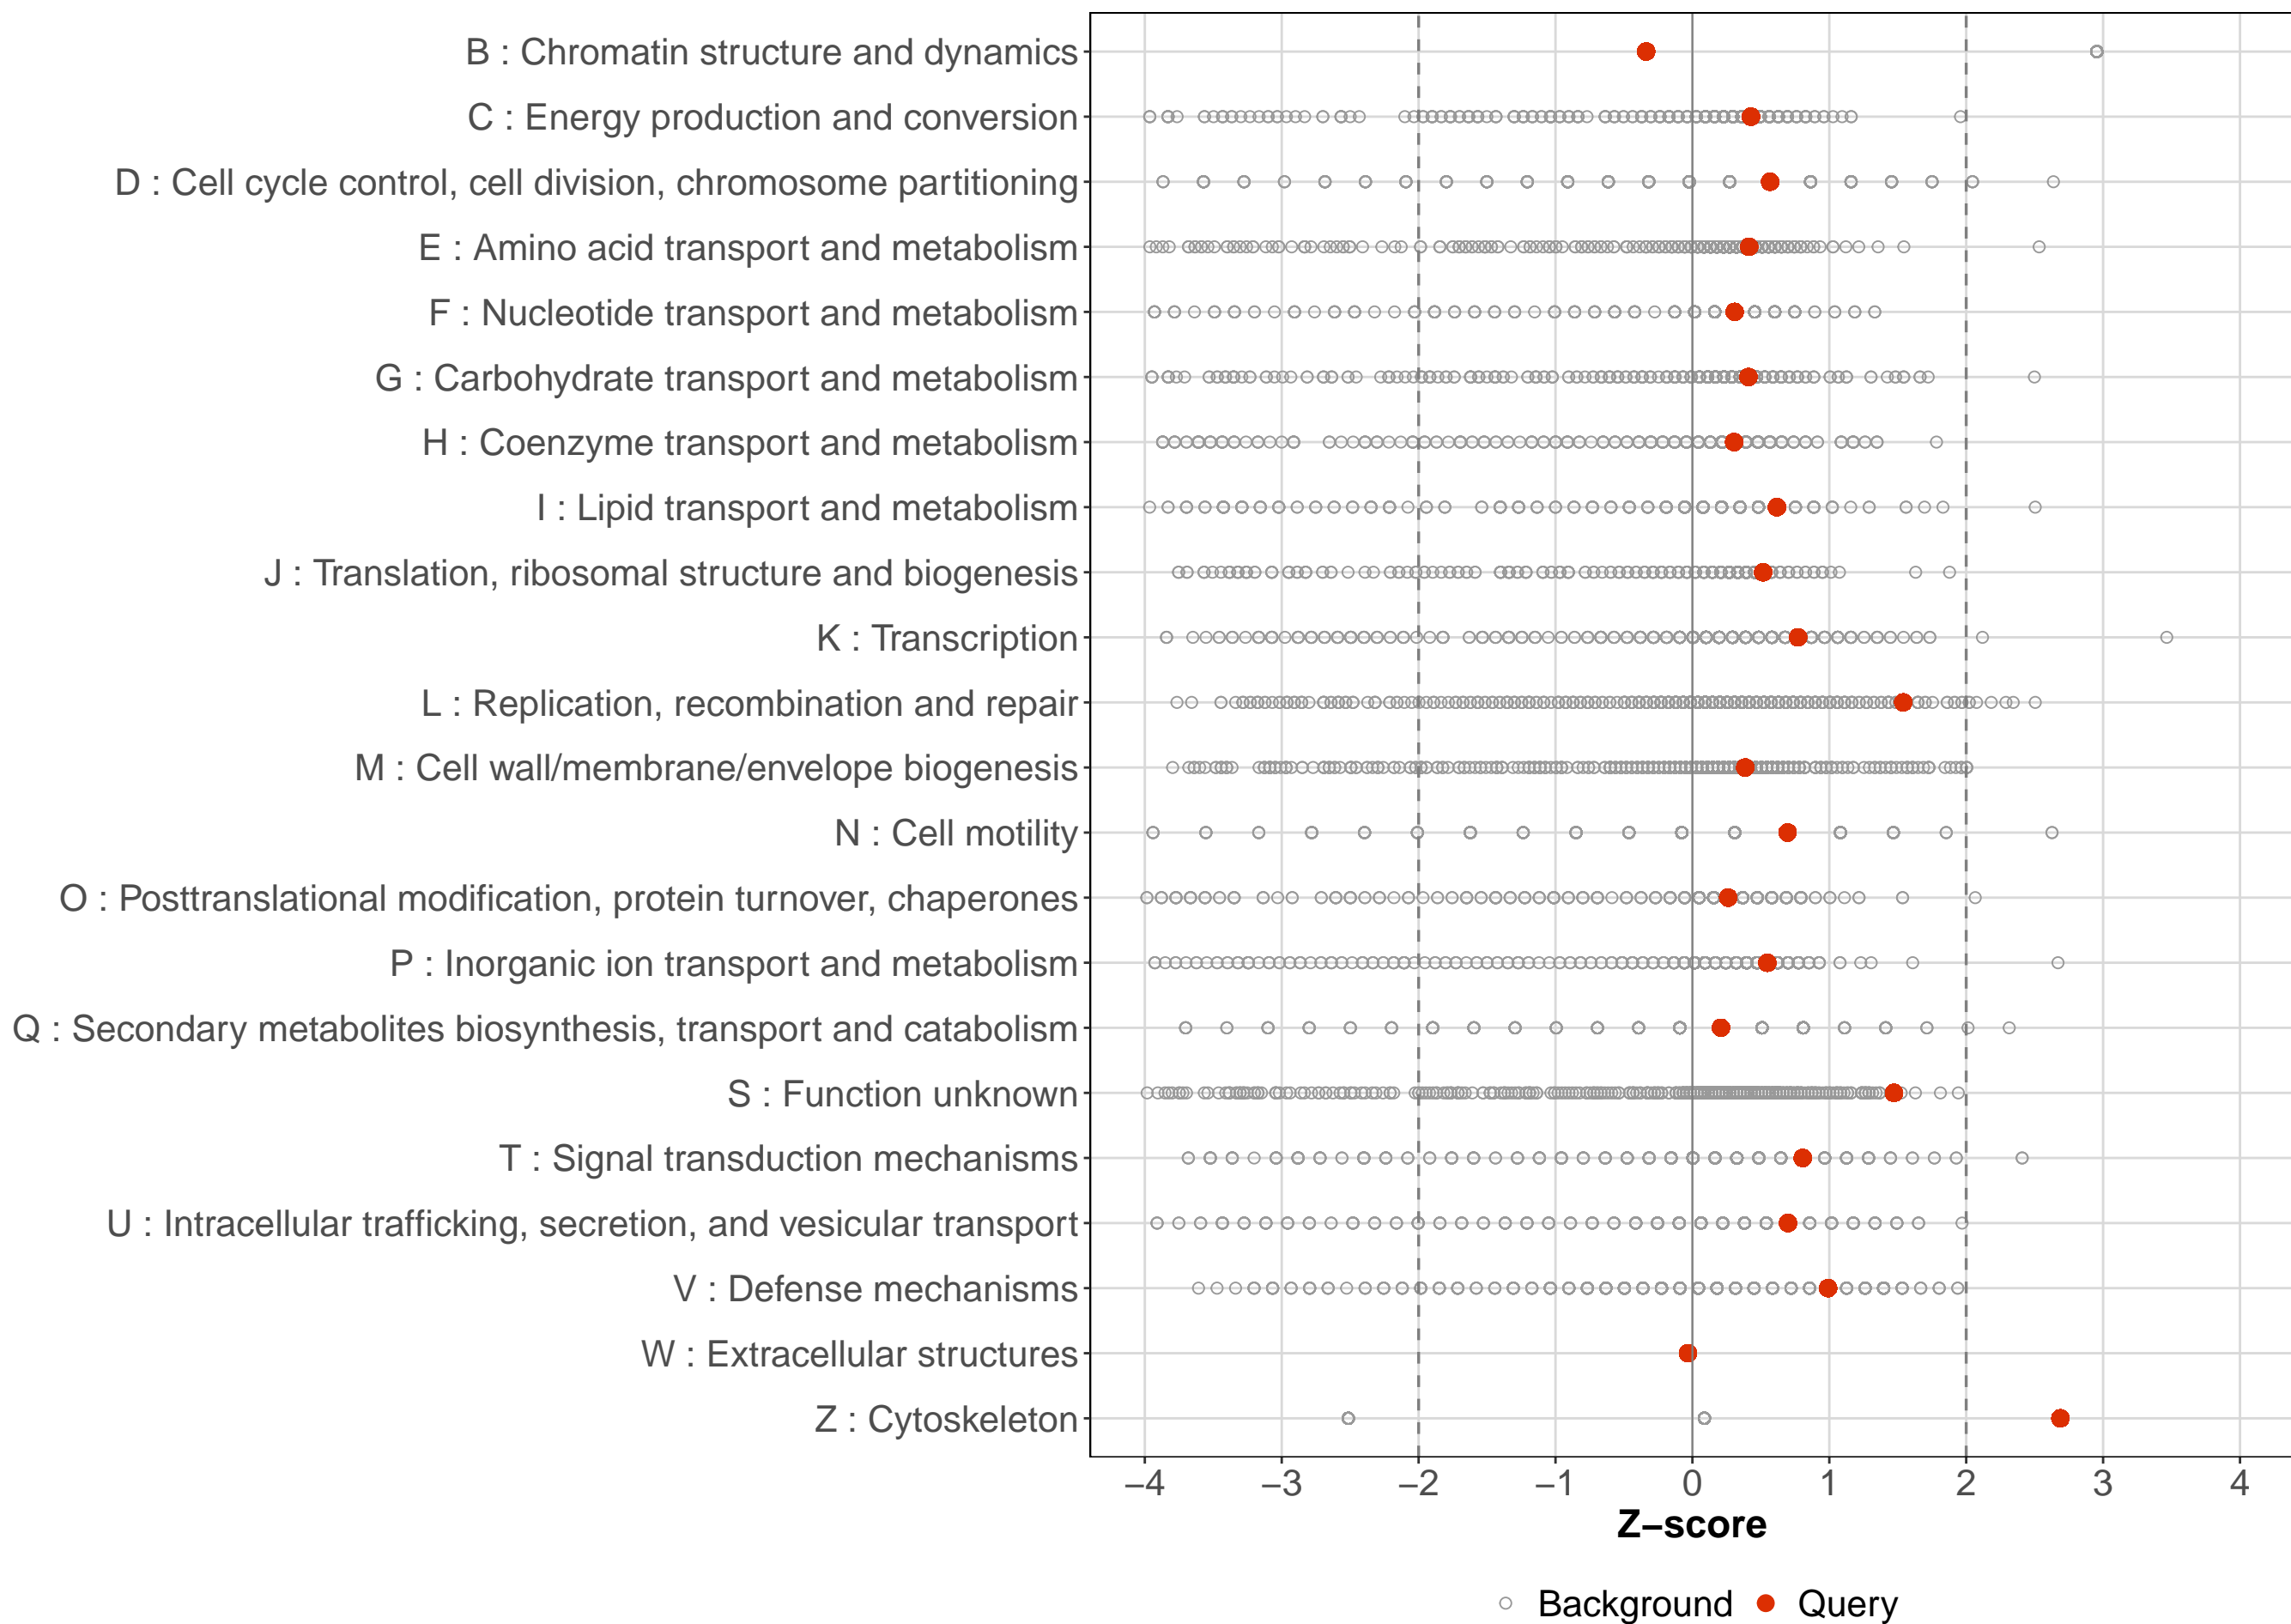 B : Chromatin structure and dynamics
C : Energy production and conversion
D : Cell cycle control, cell division, chromosome partitioning
E : Amino acid transport and metabolism
F : Nucleotide transport and metabolism
G : Carbohydrate transport and metabolism
H : Coenzyme transport and metabolism
I : Lipid transport and metabolism
J : Translation, ribosomal structure and biogenesis
K : Transcription
L : Replication, recombination and repair
M : Cell wall/membrane/envelope biogenesis
N : Cell motility
O : Posttranslational modification, protein turnover, chaperones
P : Inorganic ion transport and metabolism
Q : Secondary metabolites biosynthesis, transport and catabolism
S : Function unknown
T : Signal transduction mechanisms
U : Intracellular trafficking, secretion, and vesicular transport
V : Defense mechanisms
W : Extracellular structures
Z : Cytoskeleton
−4 −3 −2 −1 0 1 2 3 4
Z−score
Background Query